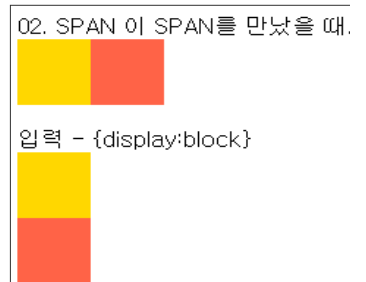 02. SPAN 이 SPAN를 만났을 때.
입력 - {display:block}